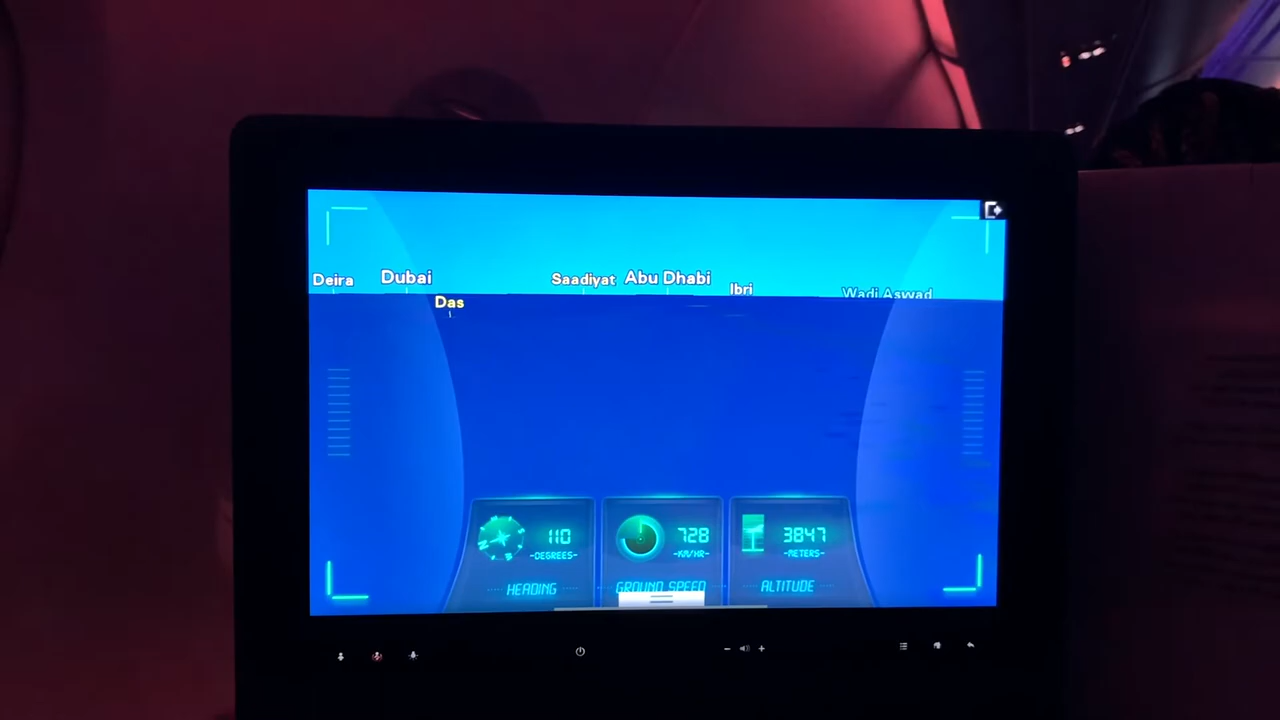 Deira Dubai Saadiyat Abu Dhabi Ibri Wadi Aswad
Das
110 728 3847
-DEGREES- -KM/HR- -METERS-
HEADING GROUND SPEED ALTITUDE